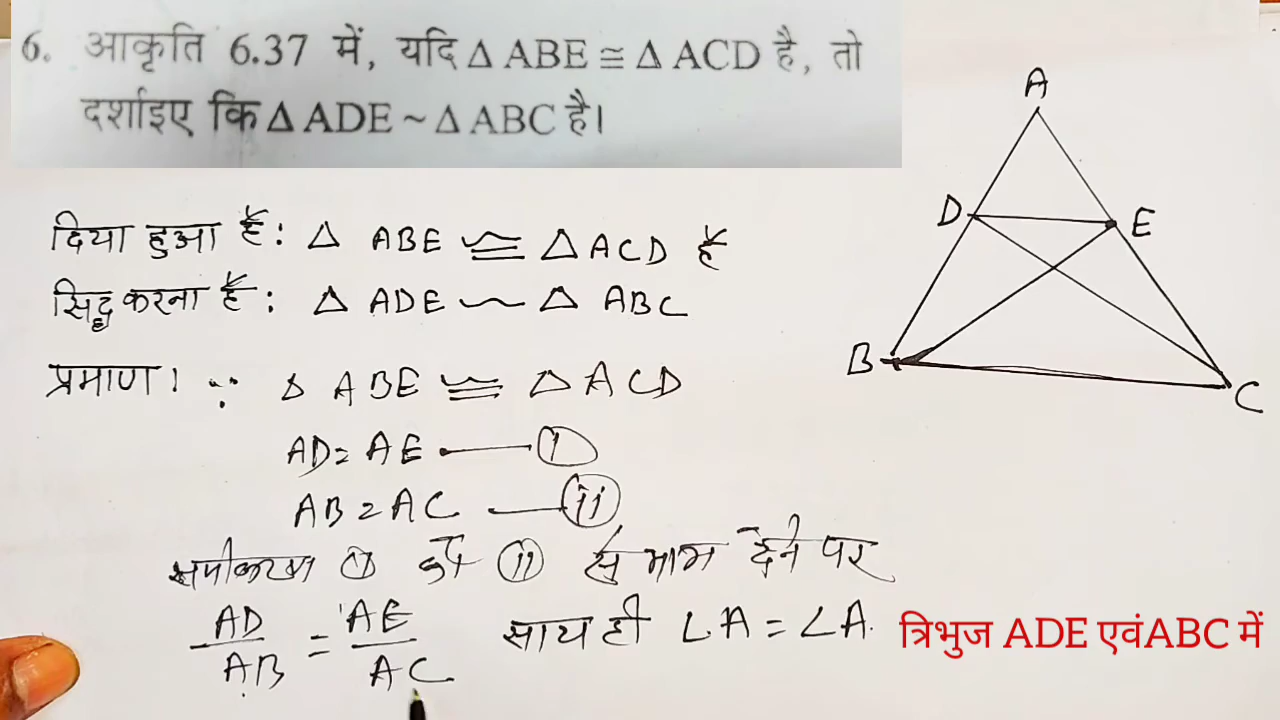 6. आकृति 6.37 में, यदि Δ ABE ≅ Δ ACD है, तो
दर्शाइए कि Δ ADE ~ Δ ABC है।
दिया हुआ है: Δ ABE ≅ Δ ACD है
सिद्ध करना है: Δ ADE ~ Δ ABC
प्रमाण। ∵ Δ ABE ≅ Δ ACD
AD = AE — (i)
AB = AC — (ii)
समीकरण (i) को (ii) से भाग देने पर
AD/AB = AE/AC साथ ही ∠A = ∠A.
त्रिभुज ADE एवंABC में
A
D
E
B
C